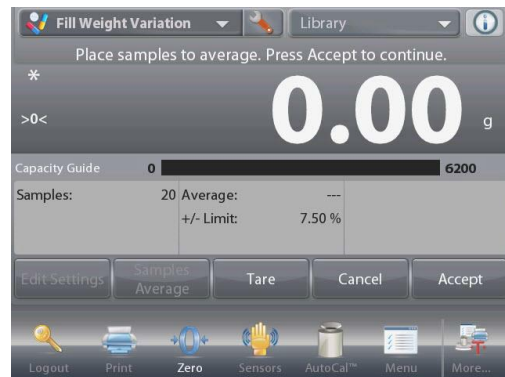 Fill Weight Variation
Library
Place samples to average. Press Accept to continue.
*
>0<
0.00 g
Capacity Guide 0 6200
Samples: 20 Average: ---
+/- Limit: 7.50 %
Edit Settings
Samples Average
Tare
Cancel
Accept
→0←
Logout Print Zero Sensors AutoCal™ Menu More...